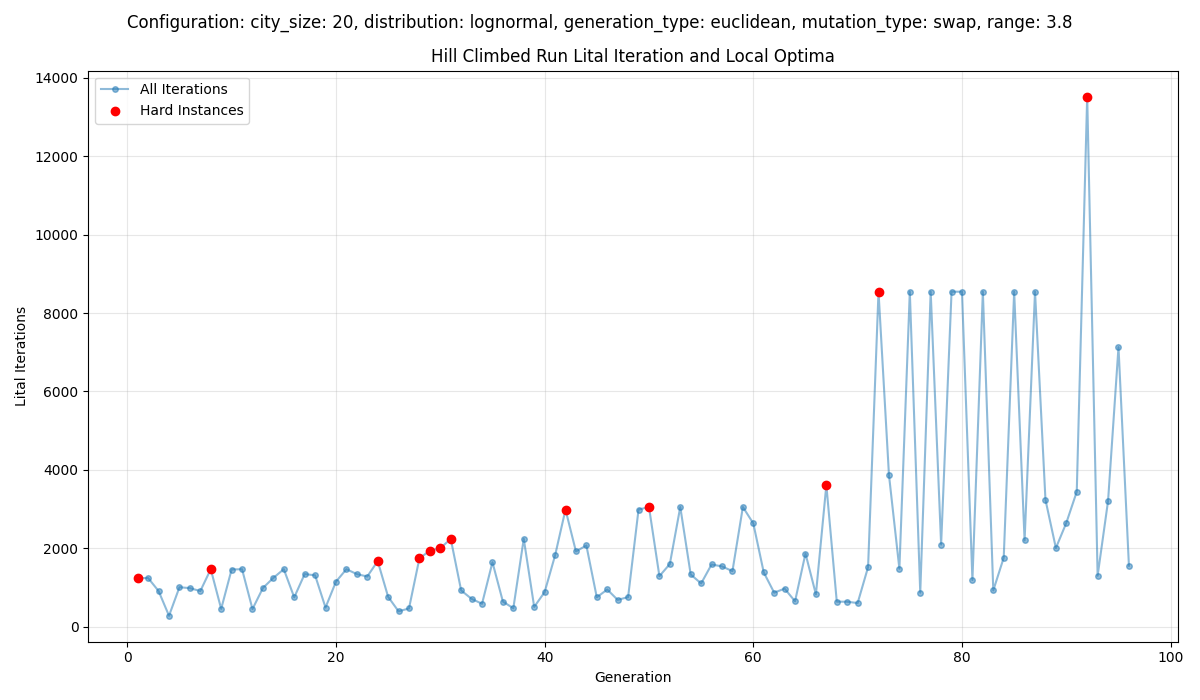 Configuration: city_size: 20, distribution: lognormal, generation_type: euclidean, mutation_type: swap, range: 3.8
Hill Climbed Run Lital Iteration and Local Optima
All Iterations
Hard Instances
14000
12000
10000
8000
6000
4000
2000
0
Lital Iterations
0
20
40
60
80
100
Generation